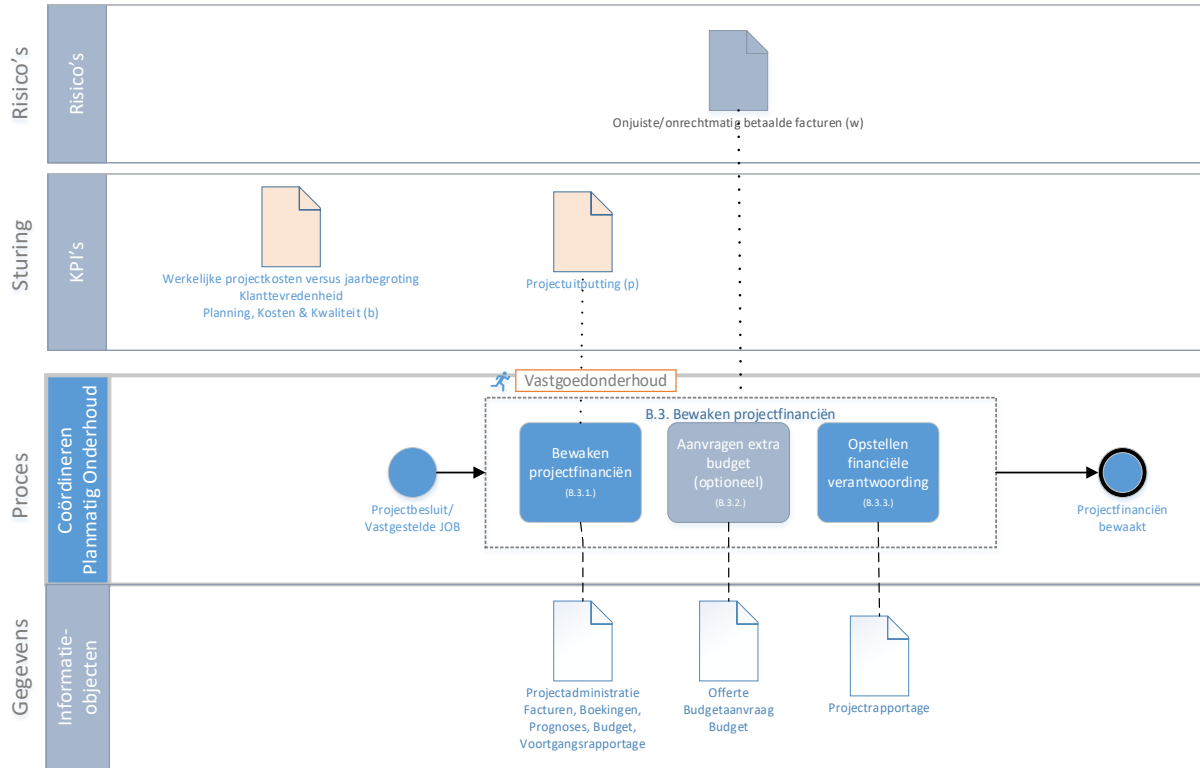 Risico's
Risico's
Onjuiste/onrechtmatig betaalde facturen (w)
Sturing
KPI's
Werkelijke projectkosten versus jaarbegroting
Klanttevredenheid
Planning, Kosten & Kwaliteit (b)
Projectuitputting (p)
Proces
Coördineren
Planmatig Onderhoud
Vastgoedonderhoud
B.3. Bewaken projectfinanciën
Projectbesluit/
Vastgestelde JOB
Bewaken
projectfinanciën
(B.3.1.)
Aanvragen extra
budget
(optioneel)
(B.3.2.)
Opstellen
financiële
verantwoording
(B.3.3.)
Projectfinanciën
bewaakt
Gegevens
Informatie-
objecten
Projectadministratie
Facturen, Boekingen,
Prognoses, Budget,
Voortgangsrapportage
Offerte
Budgetaanvraag
Budget
Projectrapportage